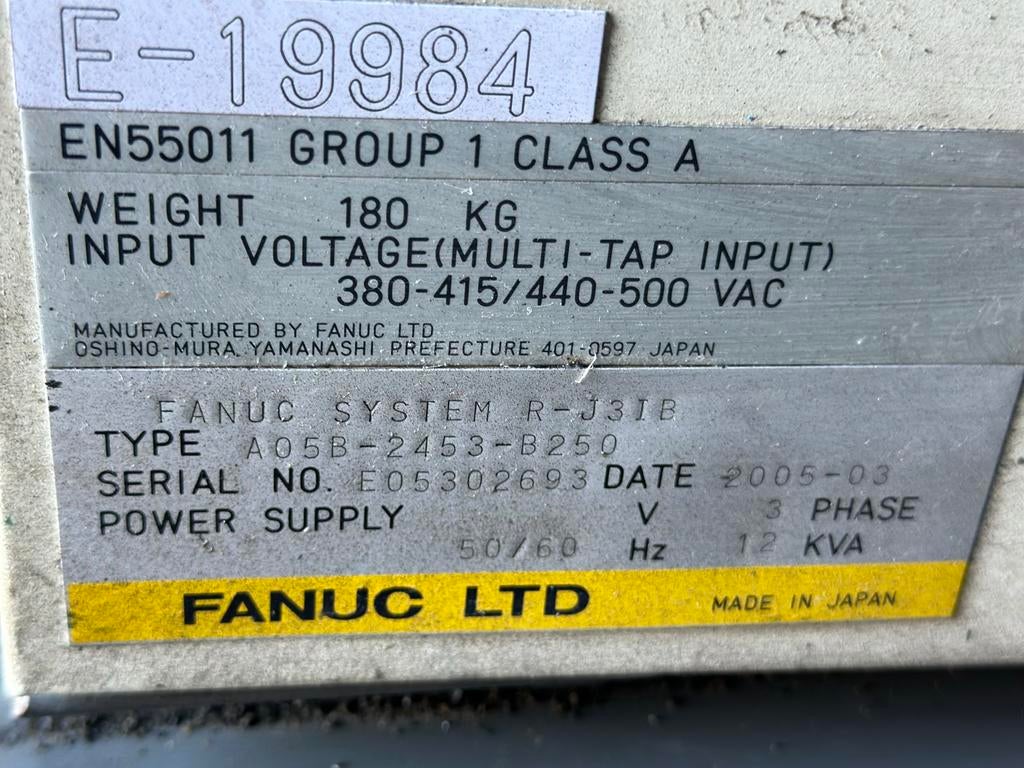 E-19984
EN55011 GROUP 1 CLASS A
WEIGHT 180 KG
INPUT VOLTAGE(MULTI-TAP INPUT)
380-415/440-500 VAC
MANUFACTURED BY FANUC LTD
OSHINO-MURA, YAMANASHI PREFECTURE 401-0597 JAPAN
FANUC SYSTEM R-J3IB
TYPE A05B-2453-B250
SERIAL NO. E05302693 DATE 2005-03
POWER SUPPLY V 3 PHASE
50/60 Hz 12 KVA
FANUC LTD MADE IN JAPAN